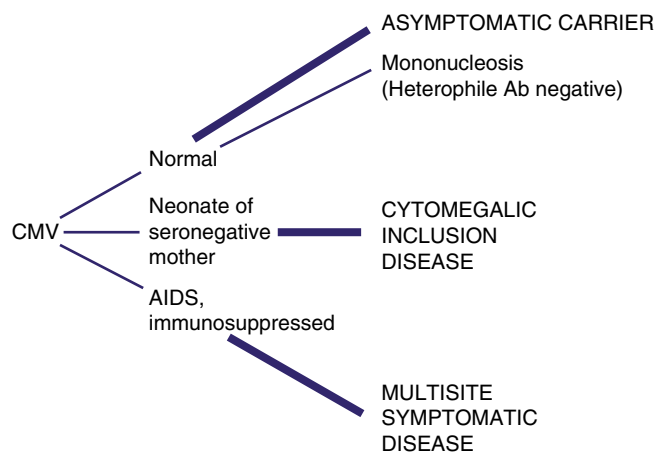 ASYMPTOMATIC CARRIER
Mononucleosis
(Heterophile Ab negative)
Normal
CMV
Neonate of
seronegative
mother
CYTOMEGALIC
INCLUSION
DISEASE
AIDS,
immunosuppressed
MULTISITE
SYMPTOMATIC
DISEASE